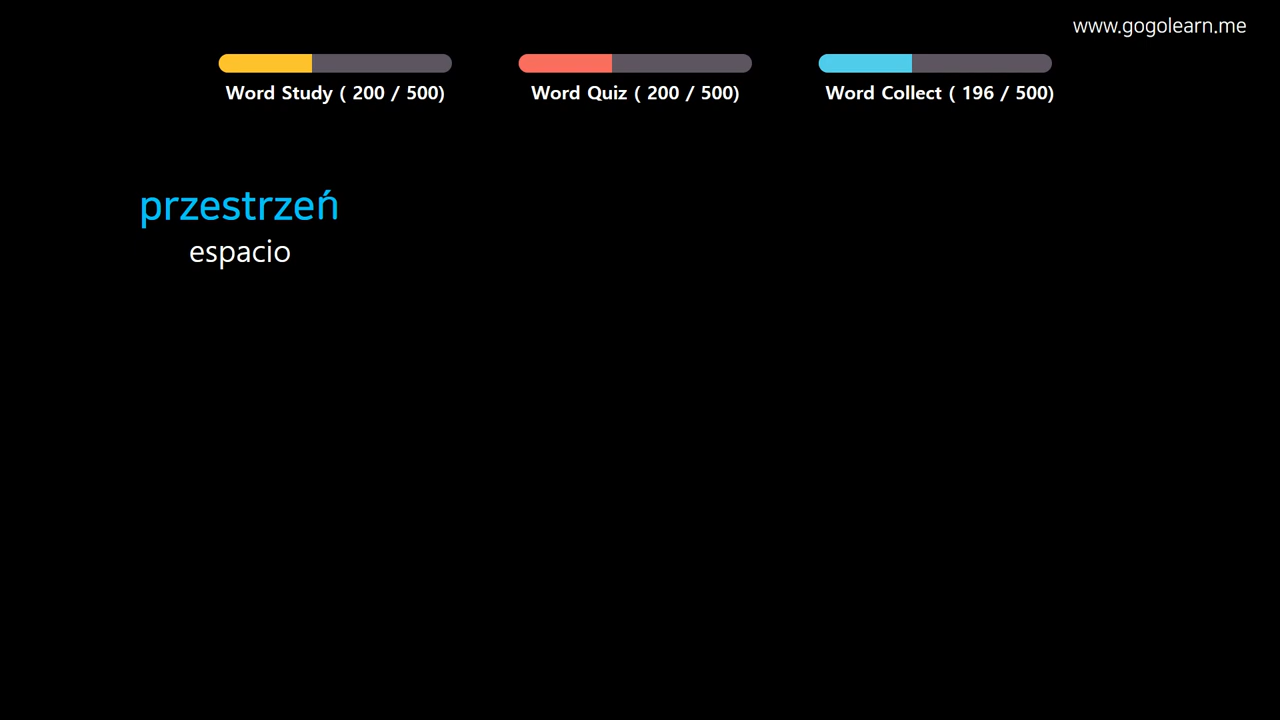 www.gogolearn.me
Word Study ( 200 / 500)
Word Quiz ( 200 / 500)
Word Collect ( 196 / 500)
przestrzeń
espacio